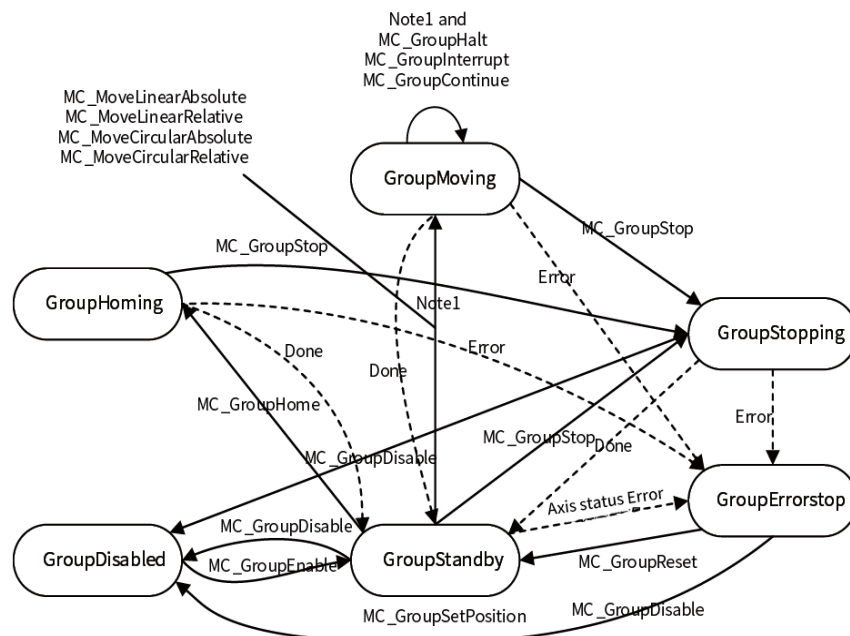 Note1 and
MC_GroupHalt
MC_GroupInterrupt
MC_GroupContinue
MC_MoveLinearAbsolute
MC_MoveLinearRelative
MC_MoveCircularAbsolute
MC_MoveCircularRelative
GroupMoving
MC_GroupStop
MC_GroupStop
Error
GroupHoming
Note1
GroupStopping
Done
Error
Done
MC_GroupHome
Error
MC_GroupStop
Done
MC_GroupDisable
GroupErrorstop
Axis status Error
MC_GroupDisable
GroupDisabled
MC_GroupEnable
GroupStandby
MC_GroupReset
MC_GroupSetPosition
MC_GroupDisable